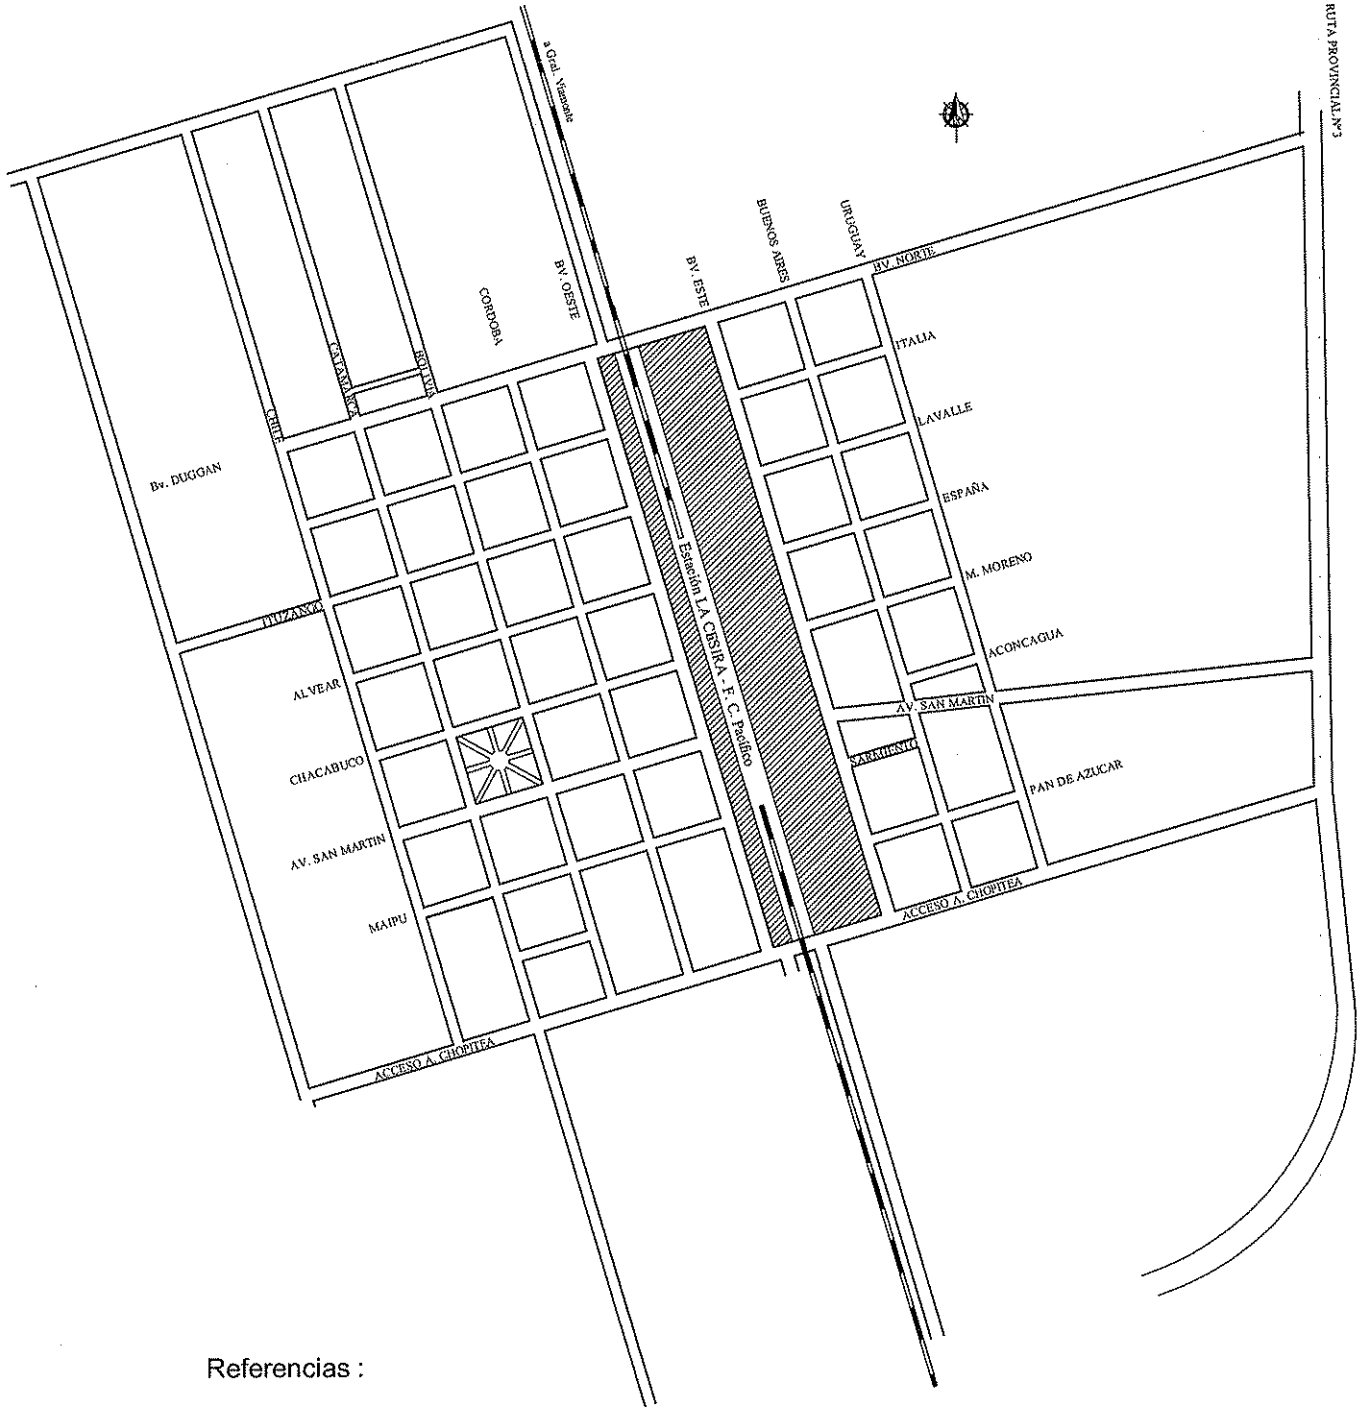 RUTA PROVINCIAL Nº3
a Gral. Viamonte
BUENOS AIRES
URUGUAY
BV. NORTE
BV. ESTE
BV. OESTE
CORDOBA
ITALIA
CATAMARCA
BOLIVIA
CHILE
LAVALLE
Bv. DUGGAN
ESPAÑA
Estación LA CESIRA - F. C. Pacífico
M. MORENO
ITUZANGO
ACONCAGUA
ALVEAR
AV. SAN MARTIN
CHACABUCO
SARMIENTO
PAN DE AZUCAR
AV. SAN MARTIN
MAIPU
ACCESO A. CHOPITEA
ACCESO A. CHOPITEA
Referencias :